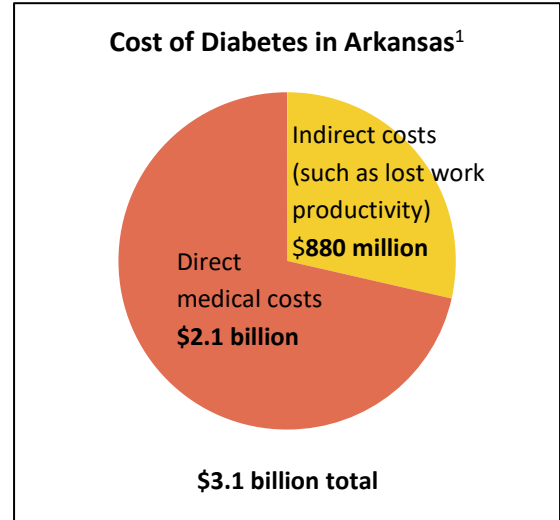 Cost of Diabetes in Arkansas¹
Indirect costs
(such as lost work
productivity)
$880 million
Direct
medical costs
$2.1 billion
$3.1 billion total